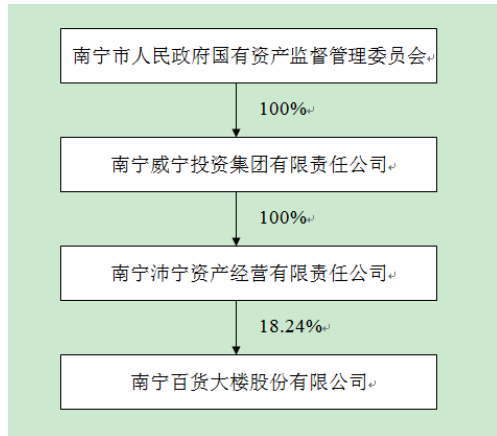 南宁市人民政府国有资产监督管理委员会
100%
南宁威宁投资集团有限责任公司
100%
南宁沛宁资产经营有限责任公司
18.24%
南宁百货大楼股份有限公司